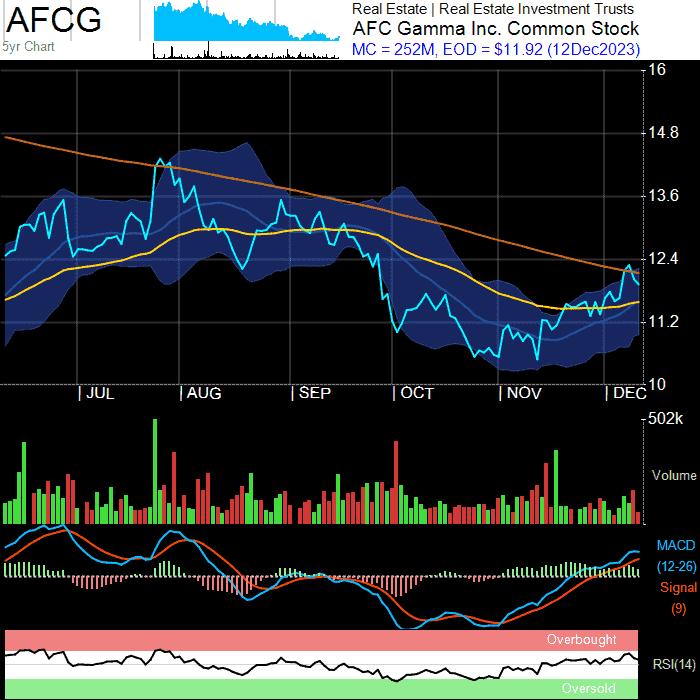 AFCG
5yr Chart
Real Estate | Real Estate Investment Trusts
AFC Gamma Inc. Common Stock
MC = 252M, EOD = $11.92 (12Dec2023)
16
14.8
13.6
12.4
11.2
10
JUL AUG SEP OCT NOV DEC
502k
Volume
MACD
(12-26)
Signal
(9)
Overbought
RSI(14)
Oversold